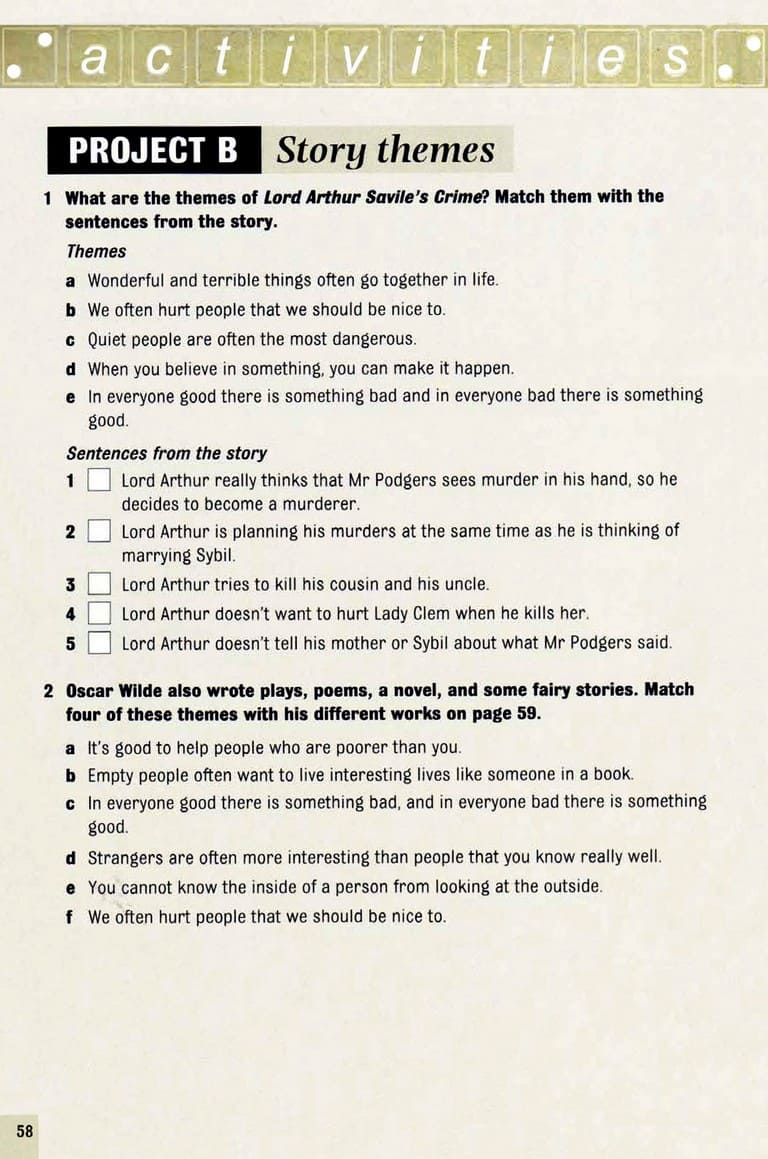 activities
PROJECT B Story themes
1 What are the themes of Lord Arthur Savile's Crime? Match them with the
sentences from the story.
Themes
a Wonderful and terrible things often go together in life.
b We often hurt people that we should be nice to.
c Quiet people are often the most dangerous.
d When you believe in something, you can make it happen.
e In everyone good there is something bad and in everyone bad there is something
good.
Sentences from the story
1 Lord Arthur really thinks that Mr Podgers sees murder in his hand, so he
decides to become a murderer.
2 Lord Arthur is planning his murders at the same time as he is thinking of
marrying Sybil.
3 Lord Arthur tries to kill his cousin and his uncle.
4 Lord Arthur doesn't want to hurt Lady Clem when he kills her.
5 Lord Arthur doesn't tell his mother or Sybil about what Mr Podgers said.
2 Oscar Wilde also wrote plays, poems, a novel, and some fairy stories. Match
four of these themes with his different works on page 59.
a It's good to help people who are poorer than you.
b Empty people often want to live interesting lives like someone in a book.
c In everyone good there is something bad, and in everyone bad there is something
good.
d Strangers are often more interesting than people that you know really well.
e You cannot know the inside of a person from looking at the outside.
f We often hurt people that we should be nice to.
58